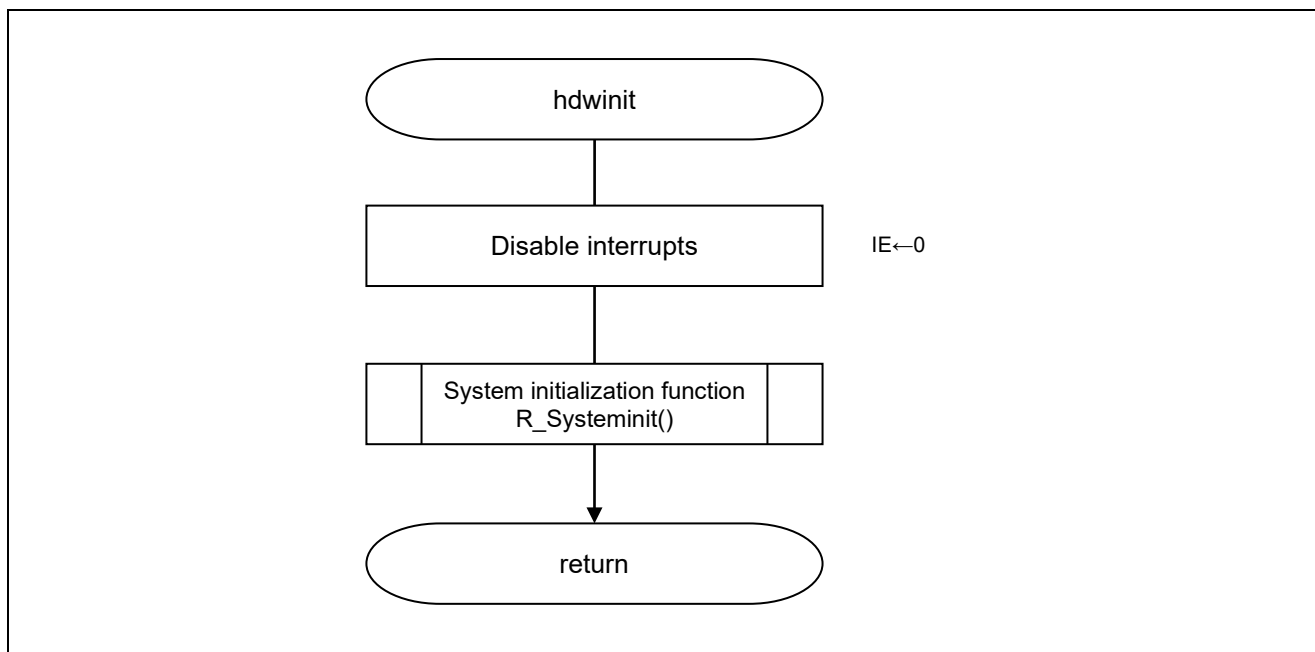 hdwinit
Disable interrupts
IE←0
System initialization function
R_Systeminit()
return